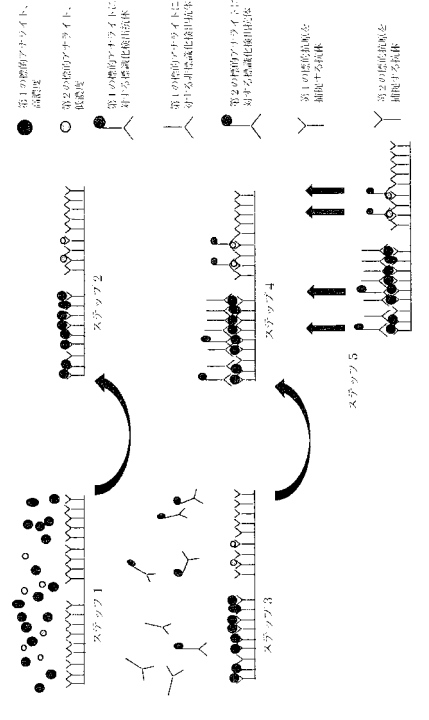 第1の標的アナライト、
高濃度
第2の標的アナライト、
低濃度
第1の標的アナライトに
対する標識化検出抗体
第1の標的アナライトに
対する非標識化検出抗体
第2の標的アナライトに
対する標識化検出抗体
第1の標的抗原を
捕捉する抗体
第2の標的抗原を
捕捉する抗体
ステップ1
ステップ2
ステップ3
ステップ4
ステップ5